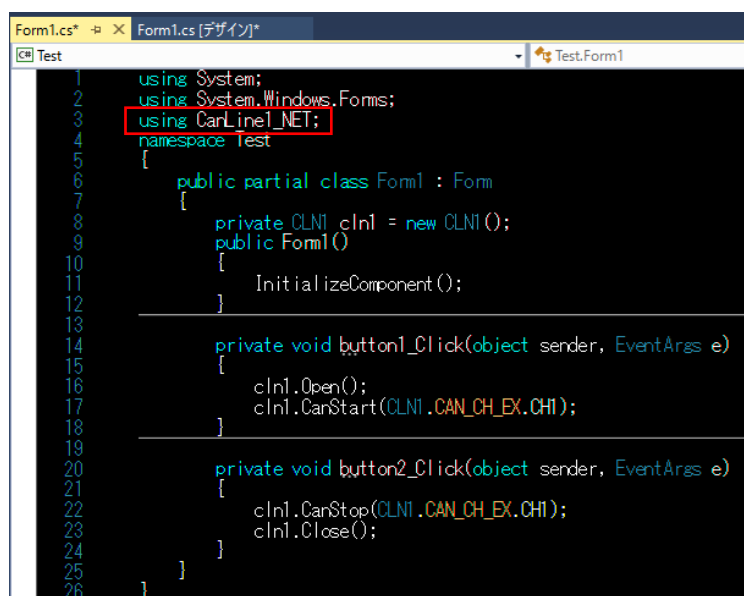 Form1.cs* Form1.cs [デザイン]*
C# Test Test.Form1
1 using System;
2 using System.Windows.Forms;
3 using CanLine1_NET;
4 namespace Test
5 {
6 public partial class Form1 : Form
7 {
8 private CLN1 cln1 = new CLN1();
9 public Form1()
10 {
11 InitializeComponent();
12 }
13
14 private void button1_Click(object sender, EventArgs e)
15 {
16 cln1.Open();
17 cln1.CanStart(CLN1.CAN_CH_EX.CH1);
18 }
19
20 private void button2_Click(object sender, EventArgs e)
21 {
22 cln1.CanStop(CLN1.CAN_CH_EX.CH1);
23 cln1.Close();
24 }
25 }
26 }